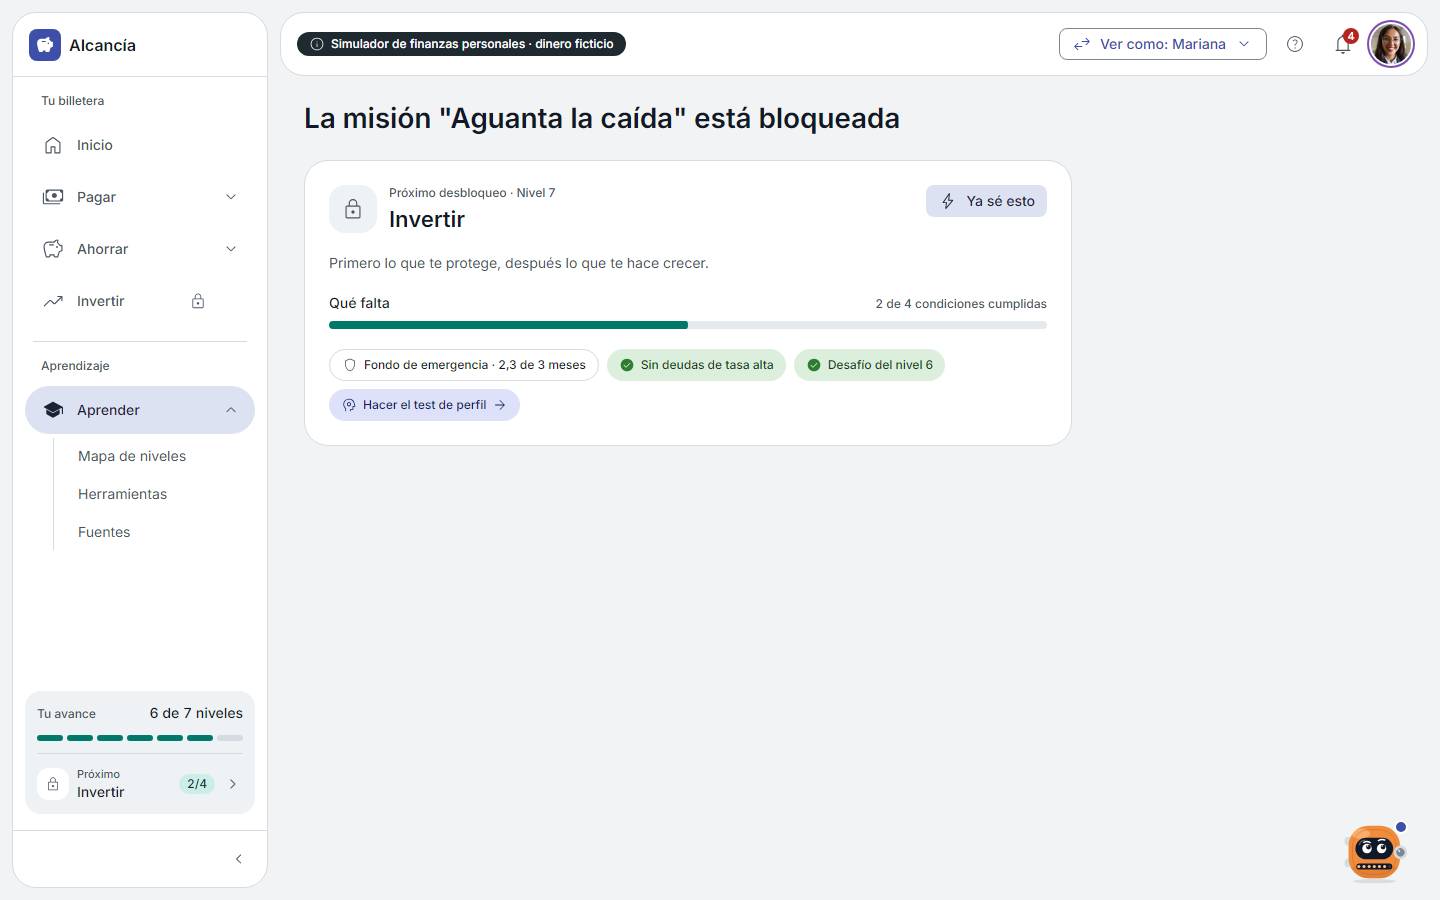 Alcancía
Simulador de finanzas personales · dinero ficticio
Ver como: Mariana
4
Tu billetera
Inicio
Pagar
Ahorrar
Invertir
Aprendizaje
Aprender
Mapa de niveles
Herramientas
Fuentes
Tu avance
6 de 7 niveles
Próximo
Invertir
2/4
La misión "Aguanta la caída" está bloqueada
Próximo desbloqueo · Nivel 7
Invertir
Ya sé esto
Primero lo que te protege, después lo que te hace crecer.
Qué falta
2 de 4 condiciones cumplidas
Fondo de emergencia · 2,3 de 3 meses
Sin deudas de tasa alta
Desafío del nivel 6
Hacer el test de perfil